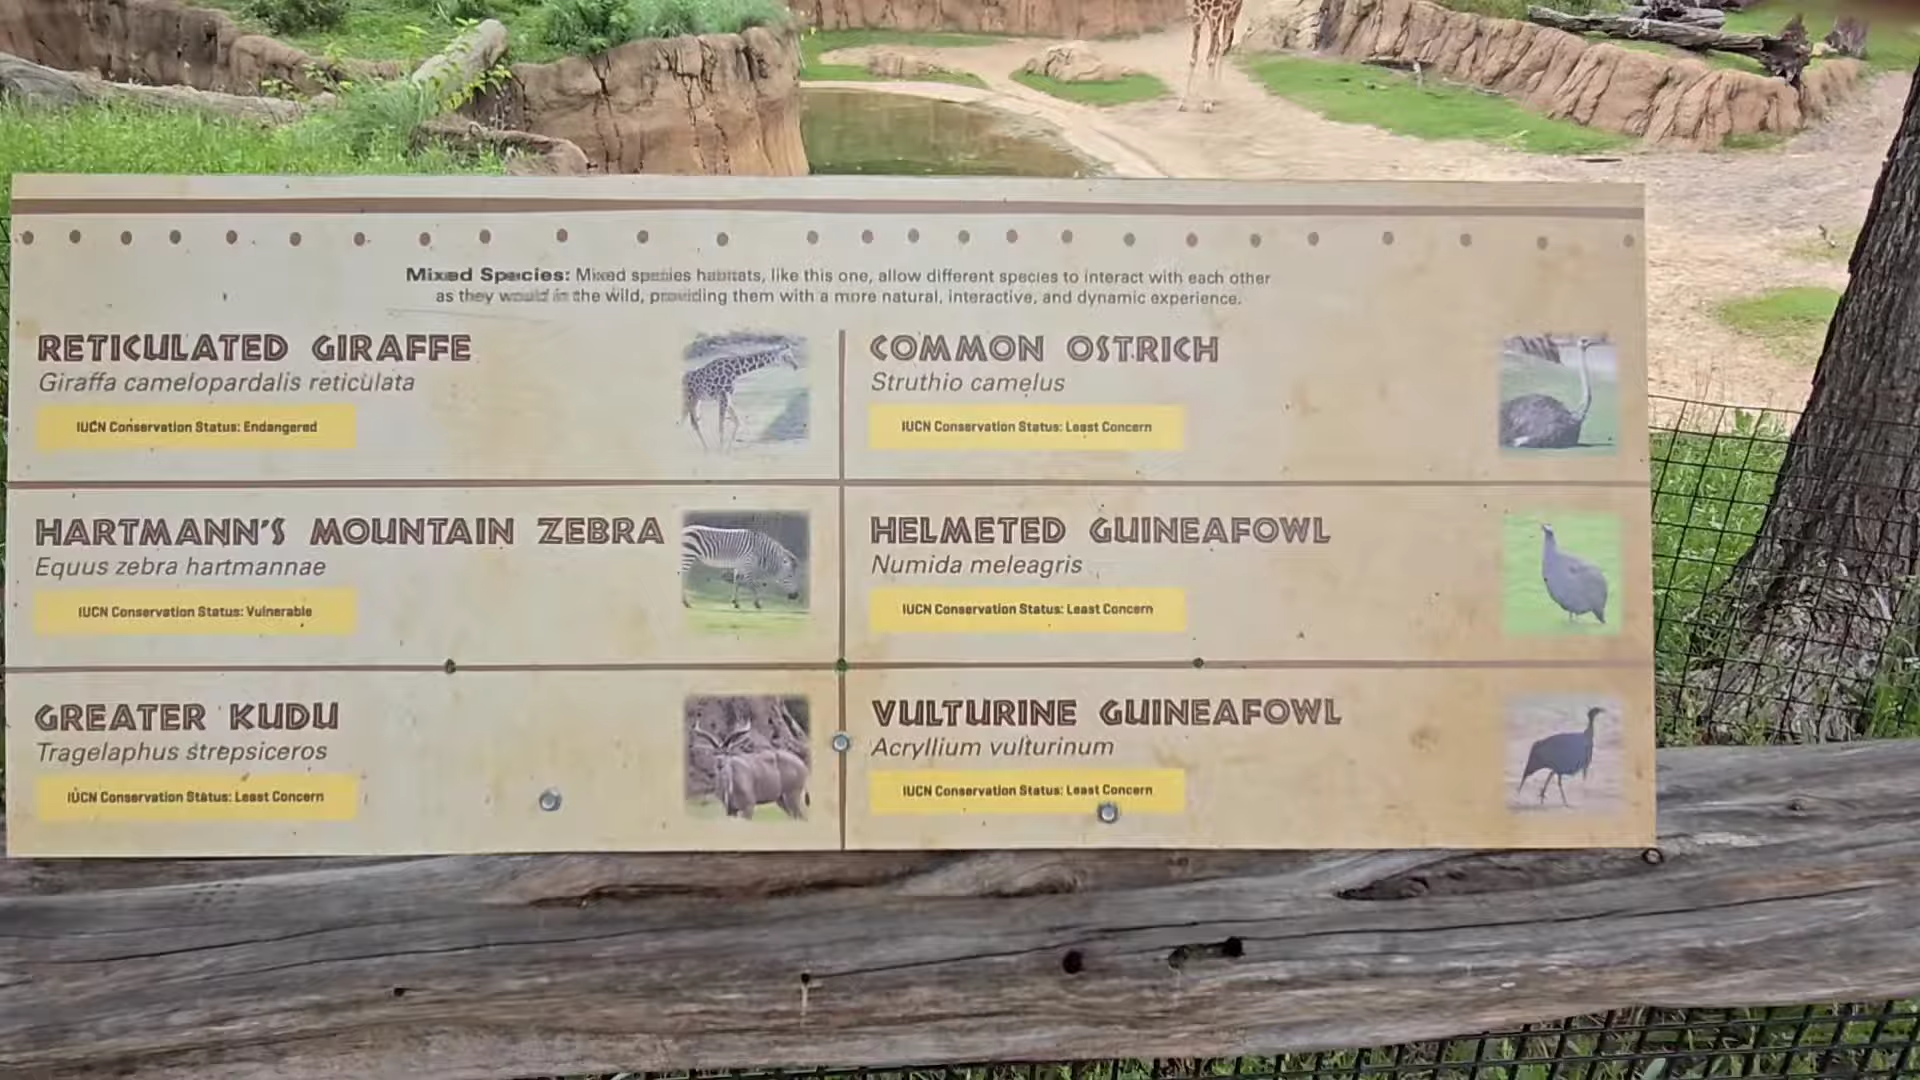 Mixed Species: Mixed species habitats, like this one, allow different species to interact with each other
as they would in the wild, providing them with a more natural, interactive, and dynamic experience.
RETICULATED GIRAFFE
Giraffa camelopardalis reticulata
IUCN Conservation Status: Endangered
HARTMANN'S MOUNTAIN ZEBRA
Equus zebra hartmannae
IUCN Conservation Status: Vulnerable
GREATER KUDU
Tragelaphus strepsiceros
IUCN Conservation Status: Least Concern
COMMON OSTRICH
Struthio camelus
IUCN Conservation Status: Least Concern
HELMETED GUINEAFOWL
Numida meleagris
IUCN Conservation Status: Least Concern
VULTURINE GUINEAFOWL
Acryllium vulturinum
IUCN Conservation Status: Least Concern